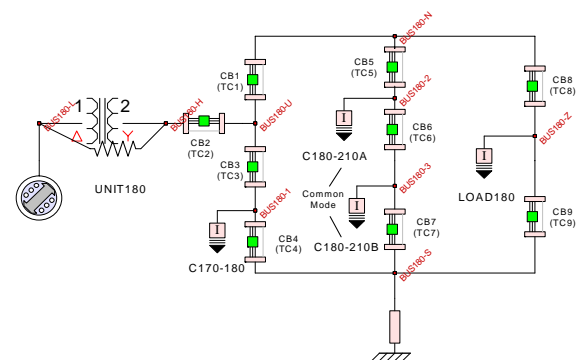 BUS180-N
CB1
(TC1)
CB5
(TC5)
CB8
(TC8)
BUS180-L
1
2
BUS180-H
BUS180-U
BUS180-2
I
CB2
(TC2)
CB6
(TC6)
BUS180-Z
I
C180-210A
CB3
(TC3)
BUS180-3
UNIT180
Common
Mode
I
LOAD180
BUS180-1
I
CB4
(TC4)
CB7
(TC7)
CB9
(TC9)
C180-210B
C170-180
BUS180-S